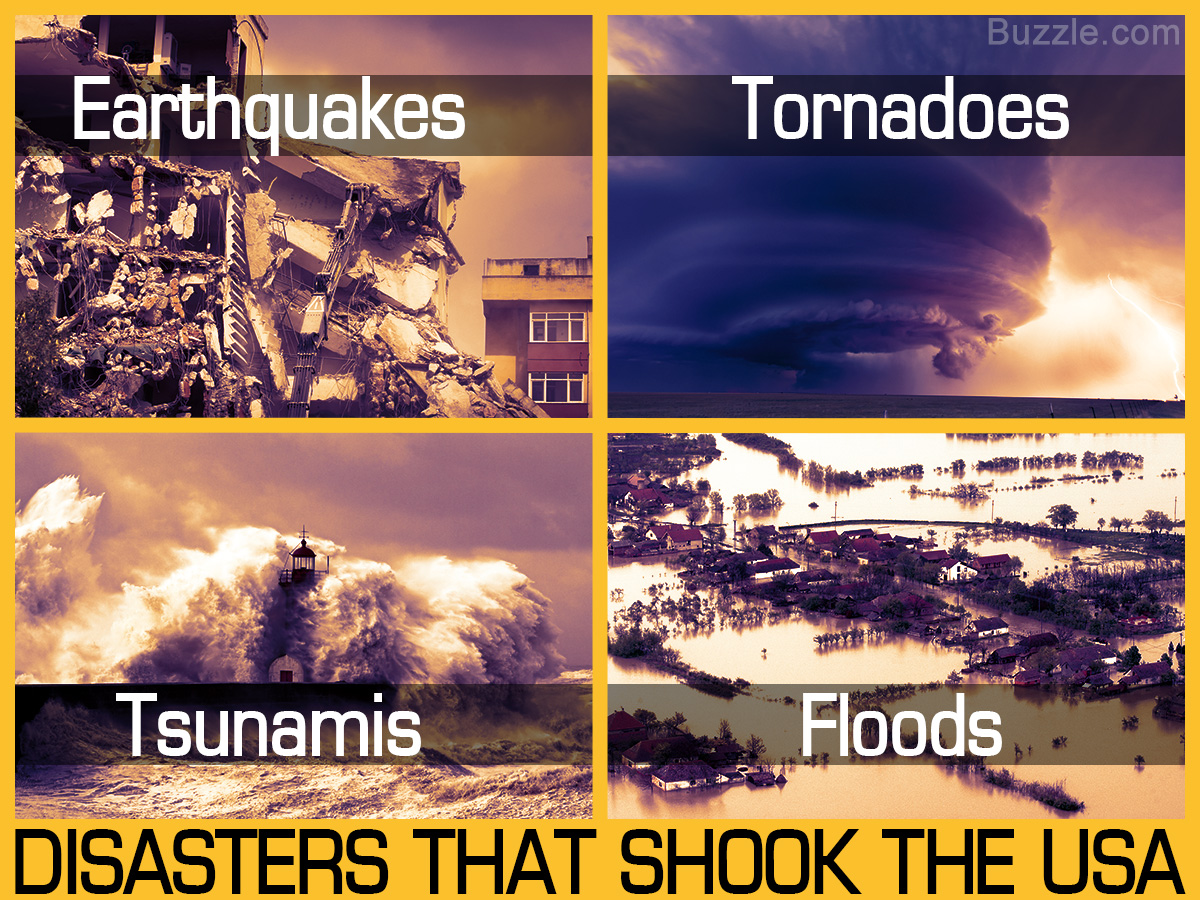 Buzzle.com
Earthquakes
Tornadoes
Tsunamis
Floods
DISASTERS THAT SHOOK THE USA